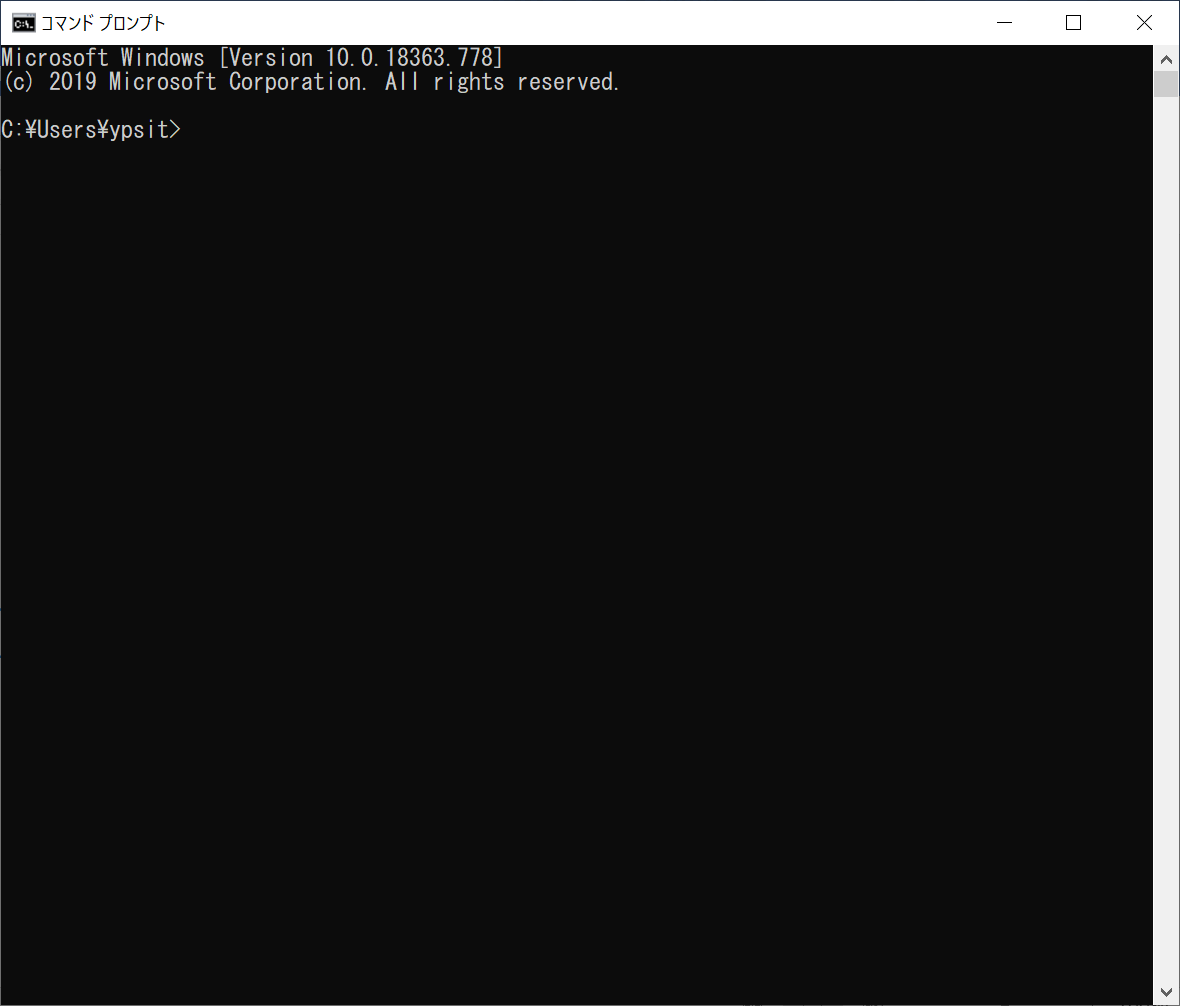 コマンド プロンプト
Microsoft Windows [Version 10.0.18363.778]
(c) 2019 Microsoft Corporation. All rights reserved.
C:¥Users¥ypsit>